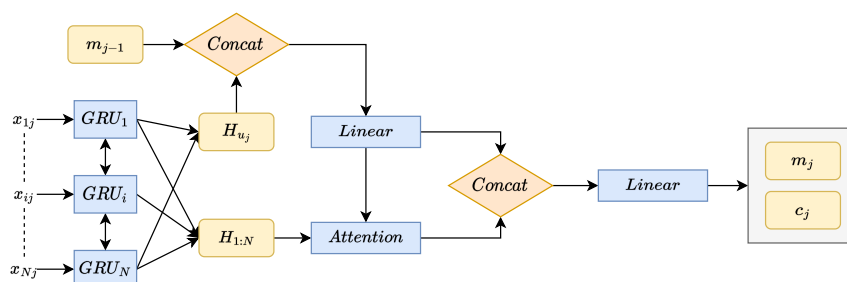 m_{j-1}
Concat
x_{1j}
GRU_1
H_{u_j}
Linear
m_j
x_{ij}
GRU_i
Concat
Linear
c_j
H_{1:N}
Attention
x_{Nj}
GRU_N